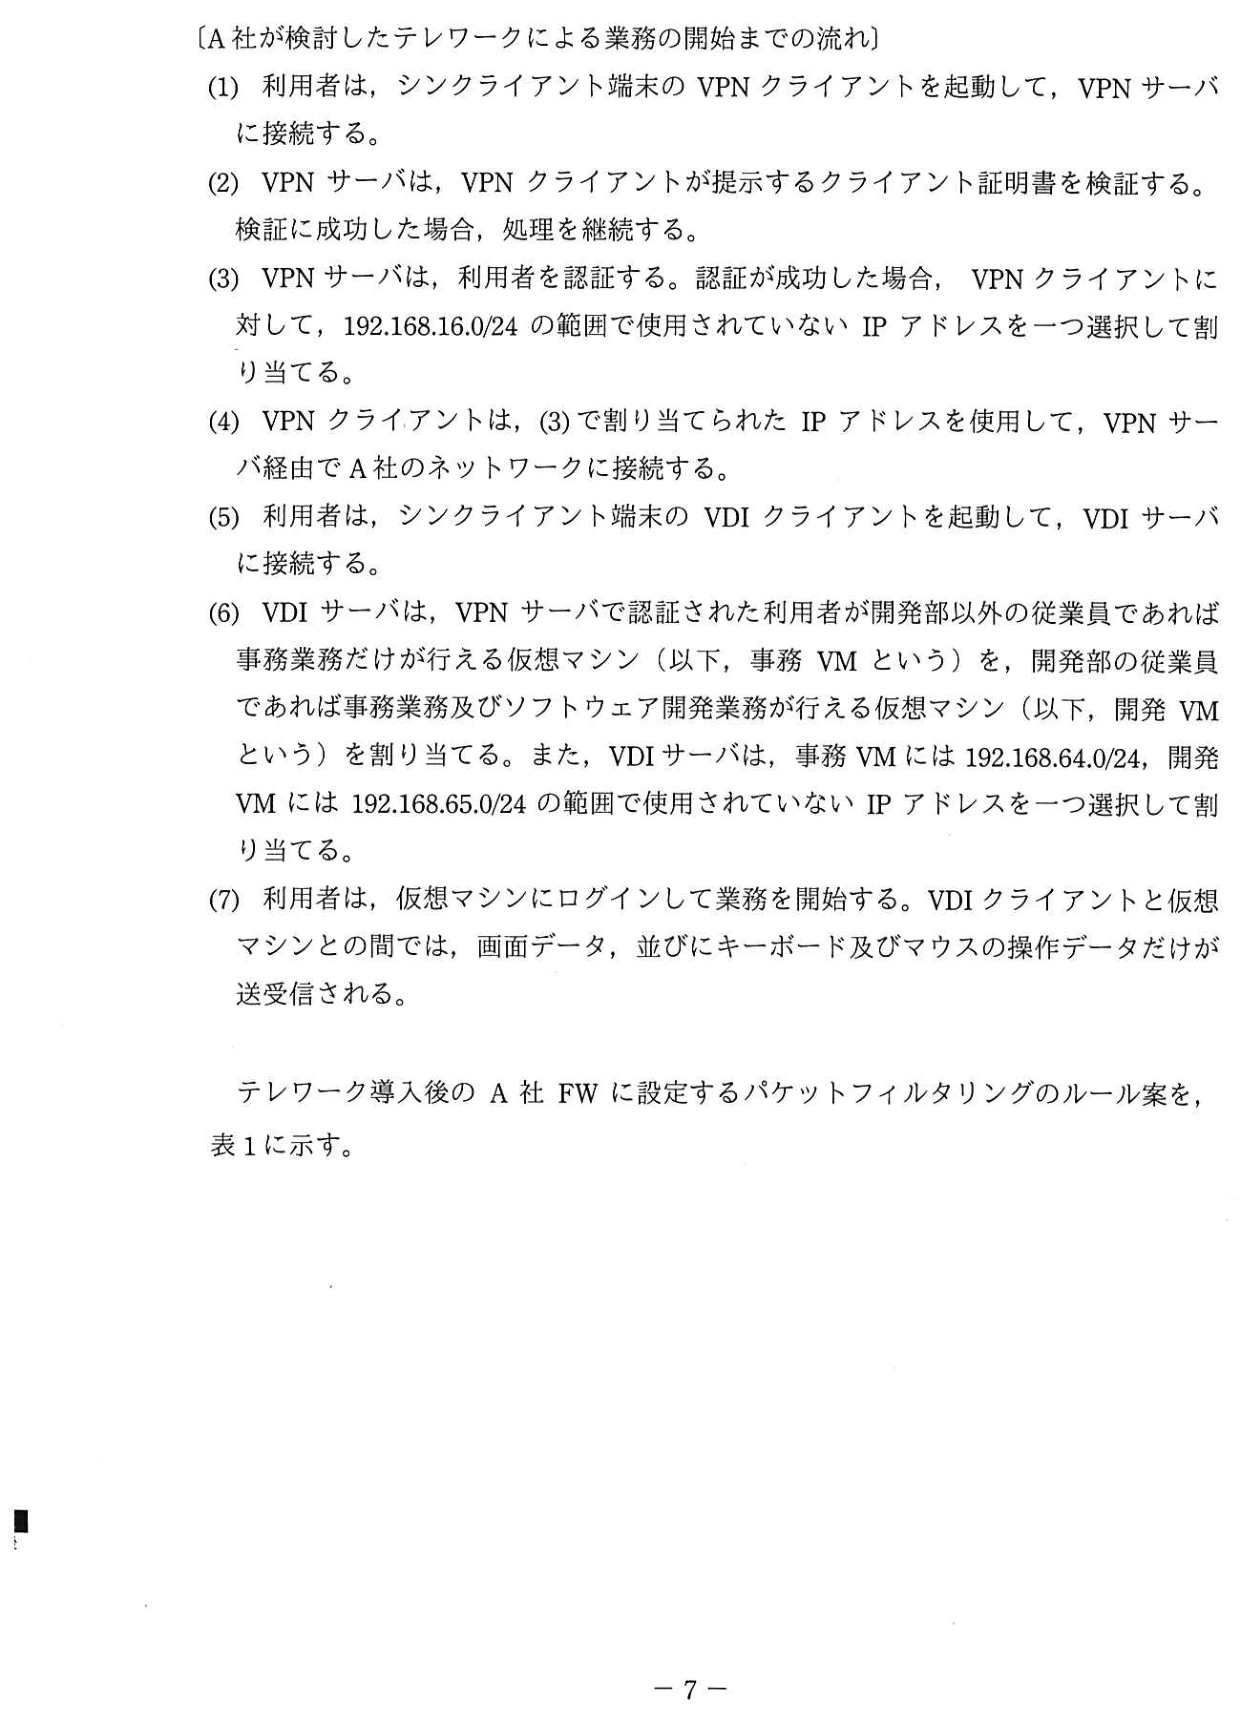 〔A 社が検討したテレワークによる業務の開始までの流れ〕
(1) 利用者は，シンクライアント端末の VPN クライアントを起動して，VPN サーバ
に接続する。
(2) VPN サーバは，VPN クライアントが提示するクライアント証明書を検証する。
検証に成功した場合，処理を継続する。
(3) VPN サーバは，利用者を認証する。認証が成功した場合， VPN クライアントに
対して，192.168.16.0/24 の範囲で使用されていない IP アドレスを一つ選択して割
り当てる。
(4) VPN クライアントは，(3)で割り当てられた IP アドレスを使用して，VPN サー
バ経由で A 社のネットワークに接続する。
(5) 利用者は，シンクライアント端末の VDI クライアントを起動して，VDI サーバ
に接続する。
(6) VDI サーバは，VPN サーバで認証された利用者が開発部以外の従業員であれば
事務業務だけが行える仮想マシン（以下，事務 VM という）を，開発部の従業員
であれば事務業務及びソフトウェア開発業務が行える仮想マシン（以下，開発 VM
という）を割り当てる。また，VDI サーバは，事務 VM には 192.168.64.0/24，開発
VM には 192.168.65.0/24 の範囲で使用されていない IP アドレスを一つ選択して割
り当てる。
(7) 利用者は，仮想マシンにログインして業務を開始する。VDI クライアントと仮想
マシンとの間では，画面データ，並びにキーボード及びマウスの操作データだけが
送受信される。
テレワーク導入後の A 社 FW に設定するパケットフィルタリングのルール案を，
表 1 に示す。
－ 7 －